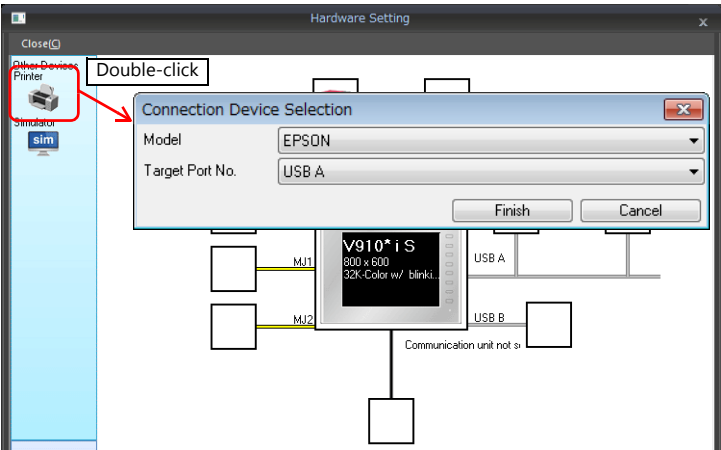 Hardware Setting
x
Close(C)
Other Devices
Printer
Double-click
Simulator
sim
Connection Device Selection
Model
EPSON
Target Port No.
USB A
Finish
Cancel
V910*i S
800 x 600
32K-Color w/ blinki...
MJ1
USB A
MJ2
USB B
Communication unit not